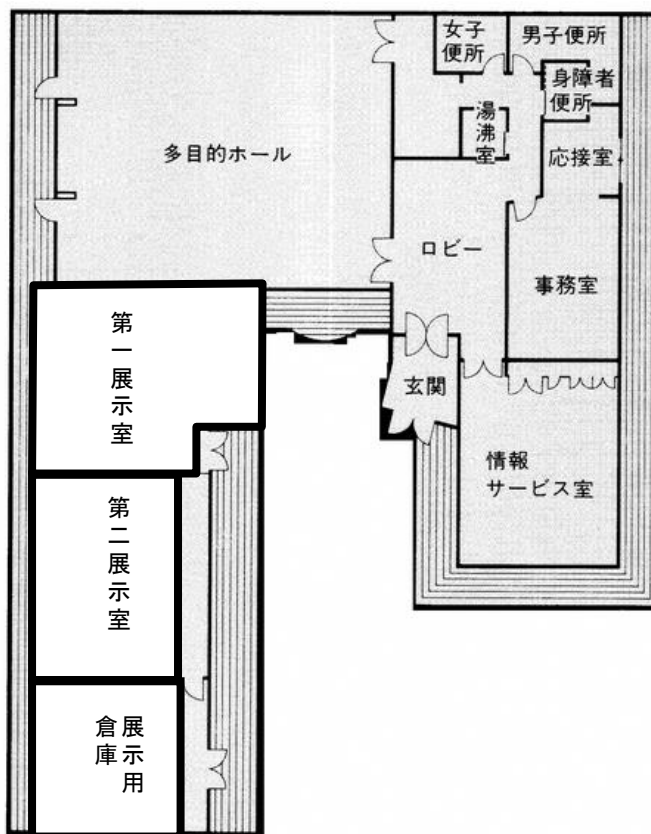 女子
便所
男子便所
身障者
便所
湯沸室
応接室
多目的ホール
ロビー
事務室
第一展示室
玄関
情報
サービス室
第二展示室
展示用
倉庫